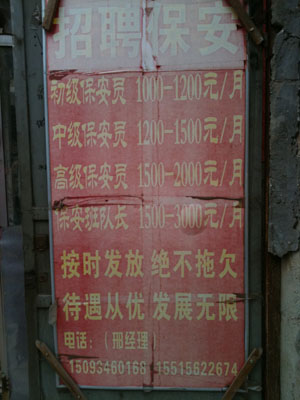 招聘保安
初级保安员 1000-1200元/月
中级保安员 1200-1500元/月
高级保安员 1500-2000元/月
保安班队长 1500-3000元/月
按时发放 绝不拖欠
待遇从优 发展无限
电话：（邢经理）
15093460166 15515622674